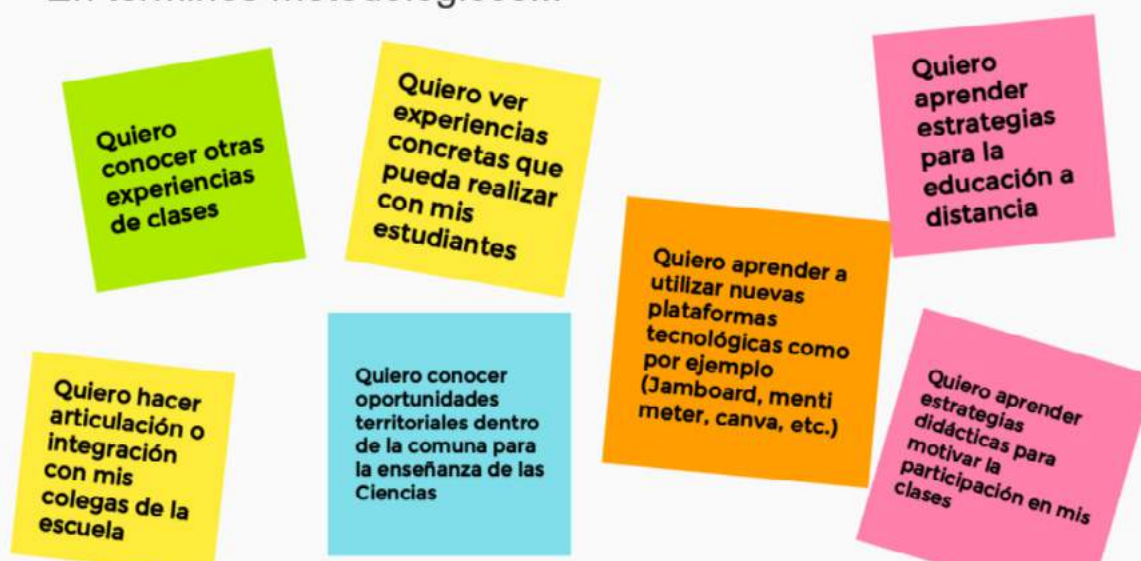 En términos metodológicos...
Quiero
conocer otras
experiencias
de clases
Quiero ver
experiencias
concretas que
pueda realizar
con mis
estudiantes
Quiero
aprender
estrategias
para la
educación a
distancia
Quiero aprender a
utilizar nuevas
plataformas
tecnológicas como
por ejemplo
(Jamboard, menti
meter, canva, etc.)
Quiero hacer
articulación o
integración
con mis
colegas de la
escuela
Quiero conocer
oportunidades
territoriales dentro
de la comuna para
la enseñanza de las
Ciencias
Quiero aprender
estrategias
didácticas para
motivar la
participación en mis
clases